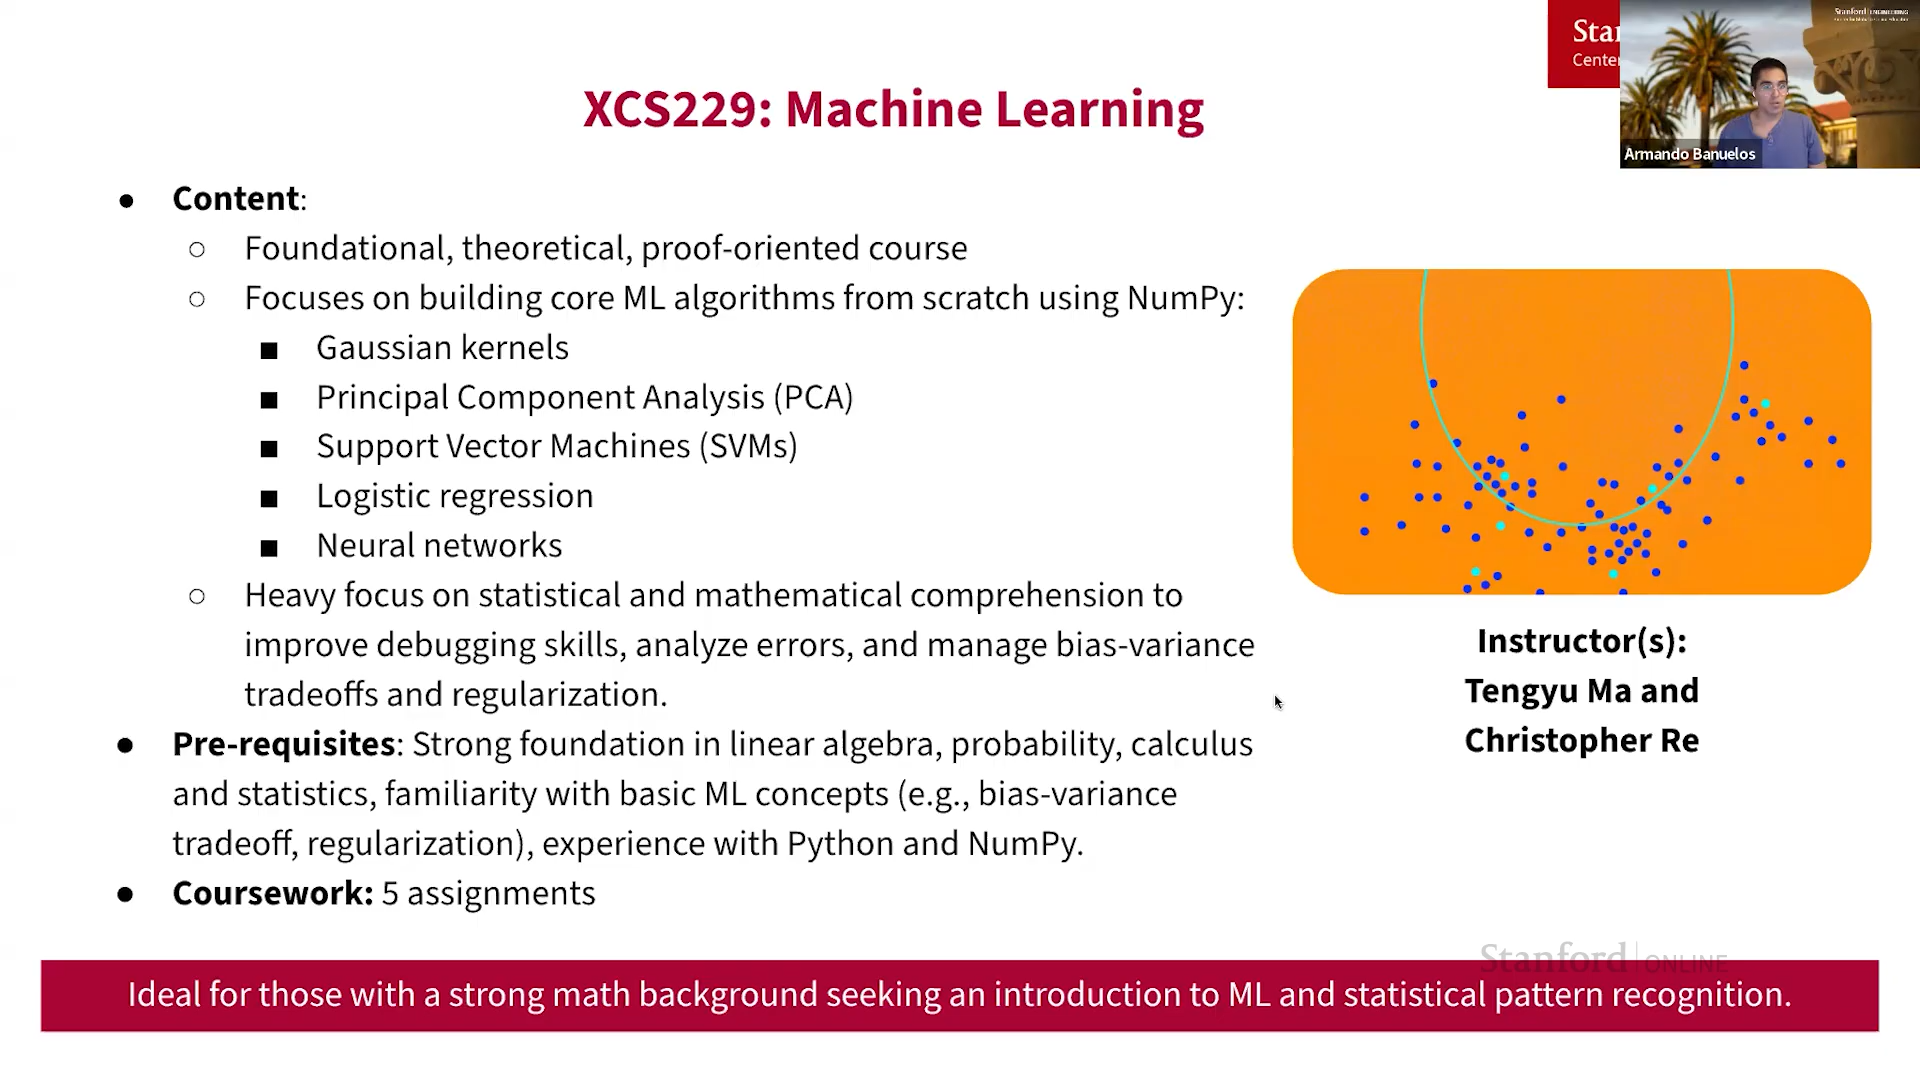 Sta
Center
Stanford ENGINEERING
Armando Banuelos
XCS229: Machine Learning
● Content:
○ Foundational, theoretical, proof-oriented course
○ Focuses on building core ML algorithms from scratch using NumPy:
■ Gaussian kernels
■ Principal Component Analysis (PCA)
■ Support Vector Machines (SVMs)
■ Logistic regression
■ Neural networks
○ Heavy focus on statistical and mathematical comprehension to
improve debugging skills, analyze errors, and manage bias-variance
tradeoffs and regularization.
● Pre-requisites: Strong foundation in linear algebra, probability, calculus
and statistics, familiarity with basic ML concepts (e.g., bias-variance
tradeoff, regularization), experience with Python and NumPy.
● Coursework: 5 assignments
Instructor(s):
Tengyu Ma and
Christopher Re
Stanford ONLINE
Ideal for those with a strong math background seeking an introduction to ML and statistical pattern recognition.